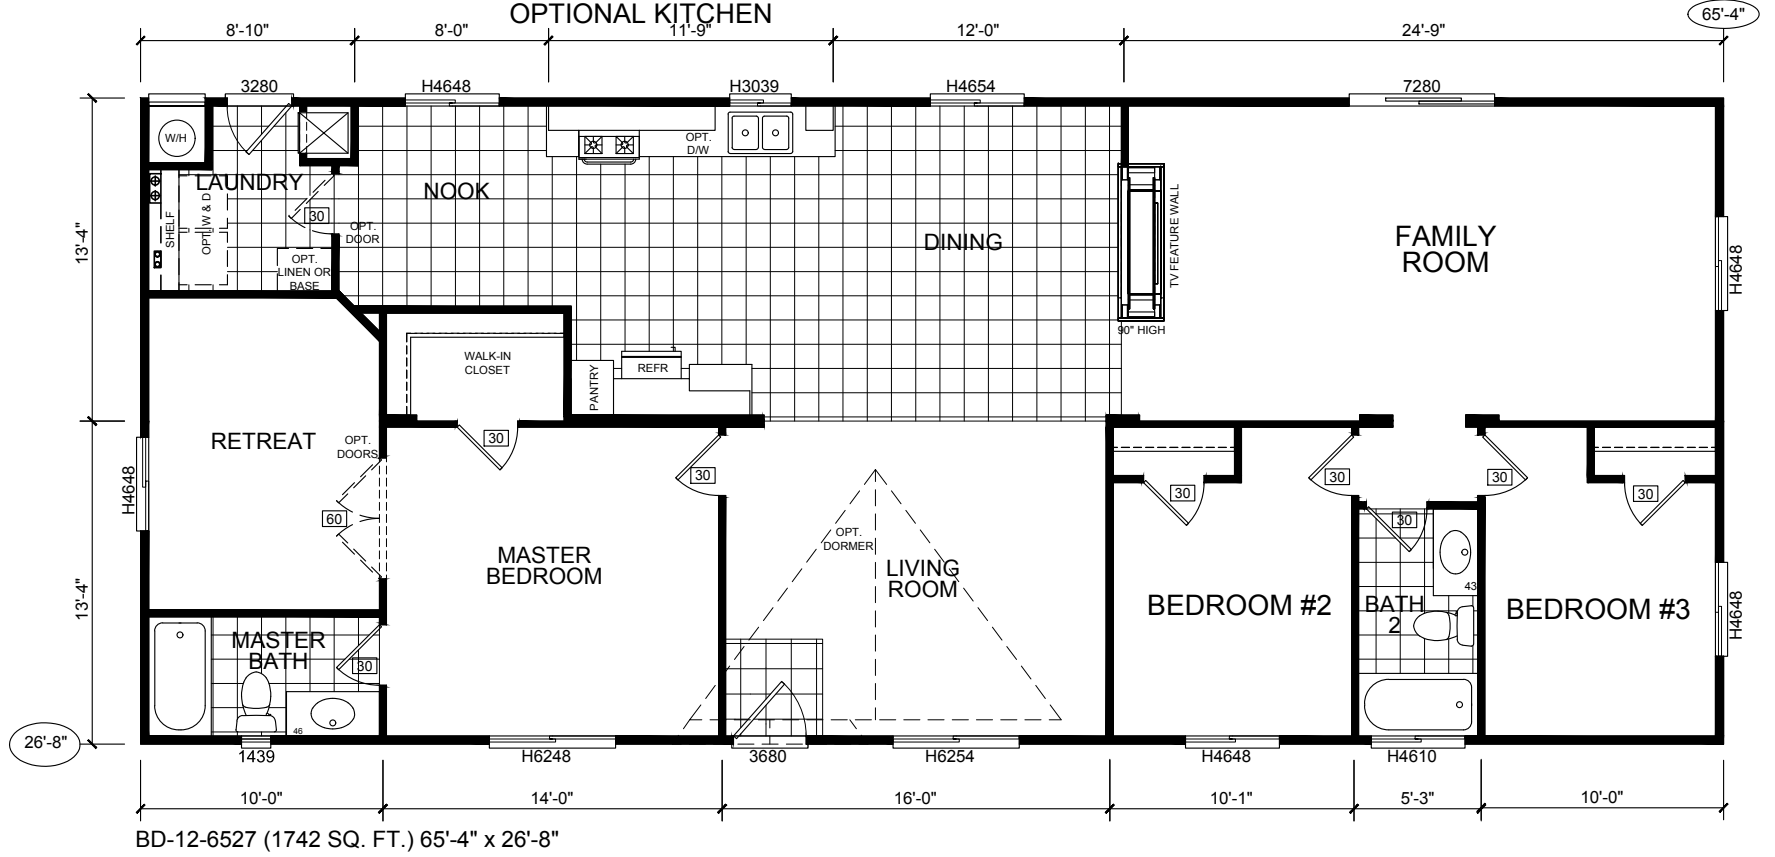 OPTIONAL KITCHEN
65'-4"
8'-10"
8'-0"
11'-9"
12'-0"
24'-9"
3280
H4648
H3039
H4654
7280
W/H
OPT.
D/W
LAUNDRY
NOOK
SHELF
OPT. W & D
30
OPT.
DOOR
OPT.
LINEN OR
BASE
DINING
TV FEATURE WALL
90" HIGH
FAMILY
ROOM
H4648
13'-4"
WALK-IN
CLOSET
PANTRY
REFR
RETREAT
OPT.
DOORS
60
30
30
30
30
30
30
30
H4648
13'-4"
MASTER
BEDROOM
OPT.
DORMER
LIVING
ROOM
BEDROOM #2
BATH
2
43
BEDROOM #3
H4648
MASTER
BATH
30
46
26'-8"
1439
H6248
3680
H6254
H4648
H4610
10'-0"
14'-0"
16'-0"
10'-1"
5'-3"
10'-0"
BD-12-6527 (1742 SQ. FT.) 65'-4" x 26'-8"